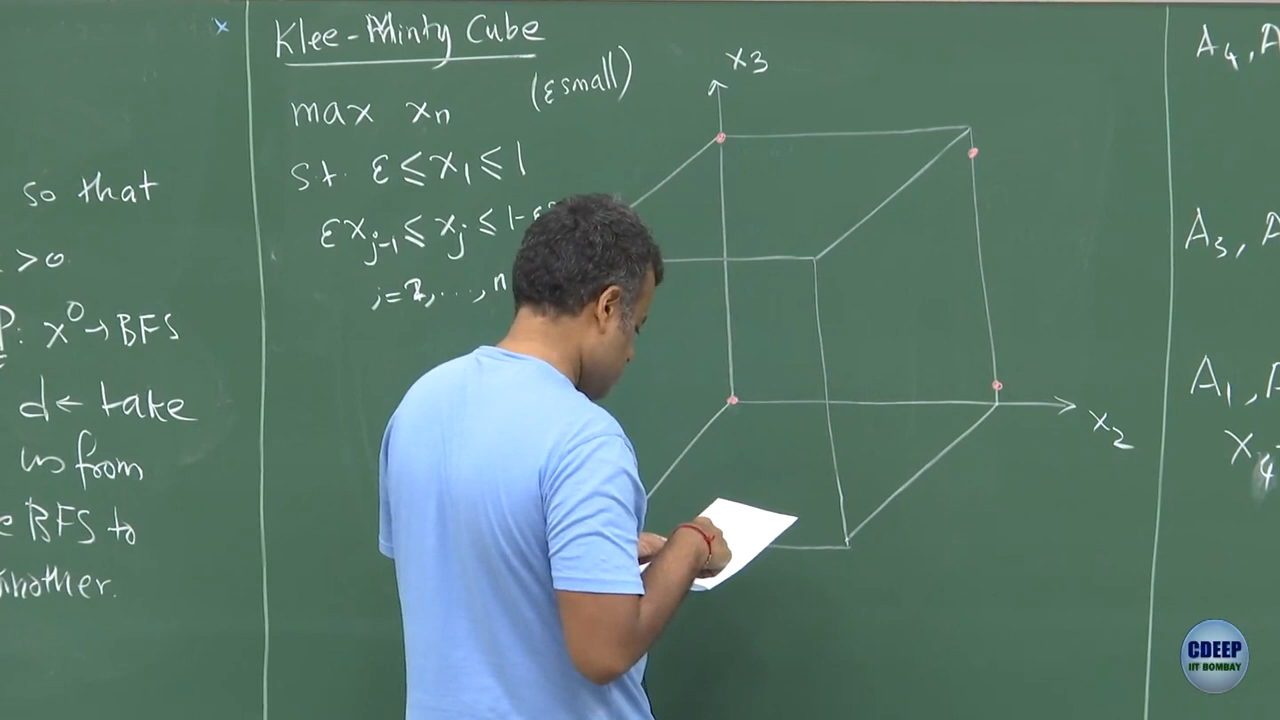 so that
> 0
P: x⁰ → BFS
d ← take
us from
BFS to
another.
Klee-Minty Cube
(ε small)
max xₙ
s.t. ε ≤ x₁ ≤ 1
εxⱼ₋₁ ≤ xⱼ ≤ 1-ε
j=2,...,n
x₃
x₂
A₄, A
A₃, A
A₁, A
x₄
CDEEP
IIT BOMBAY